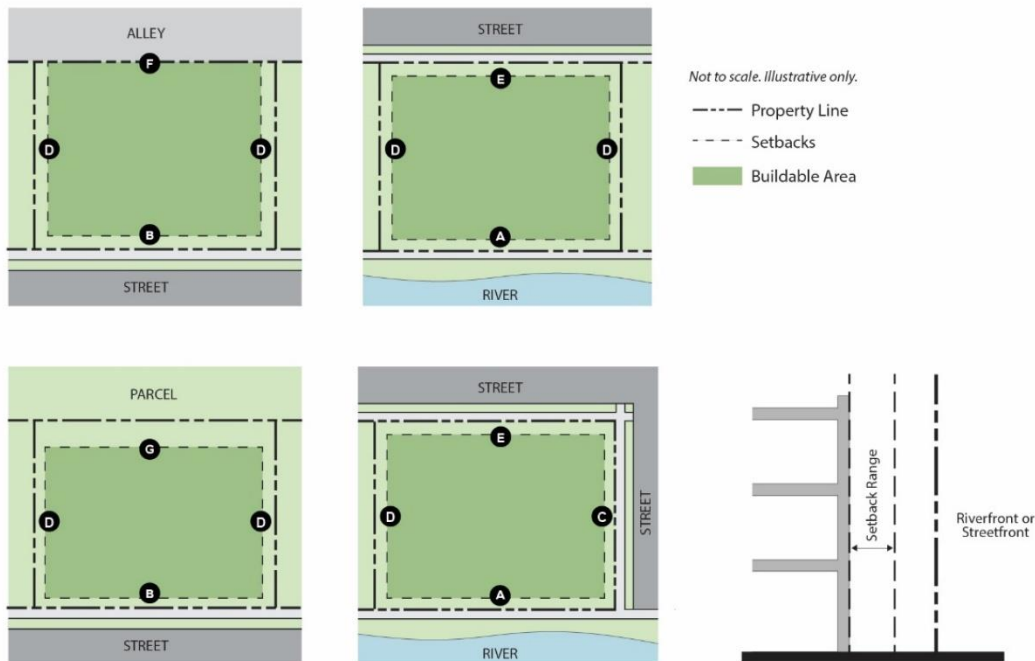 ALLEY
F
D
D
B
STREET
STREET
E
D
D
A
RIVER
Not to scale. Illustrative only.
Property Line
Setbacks
Buildable Area
PARCEL
G
D
D
B
STREET
STREET
E
D
C
STREET
A
RIVER
Setback Range
Riverfront or
Streetfront